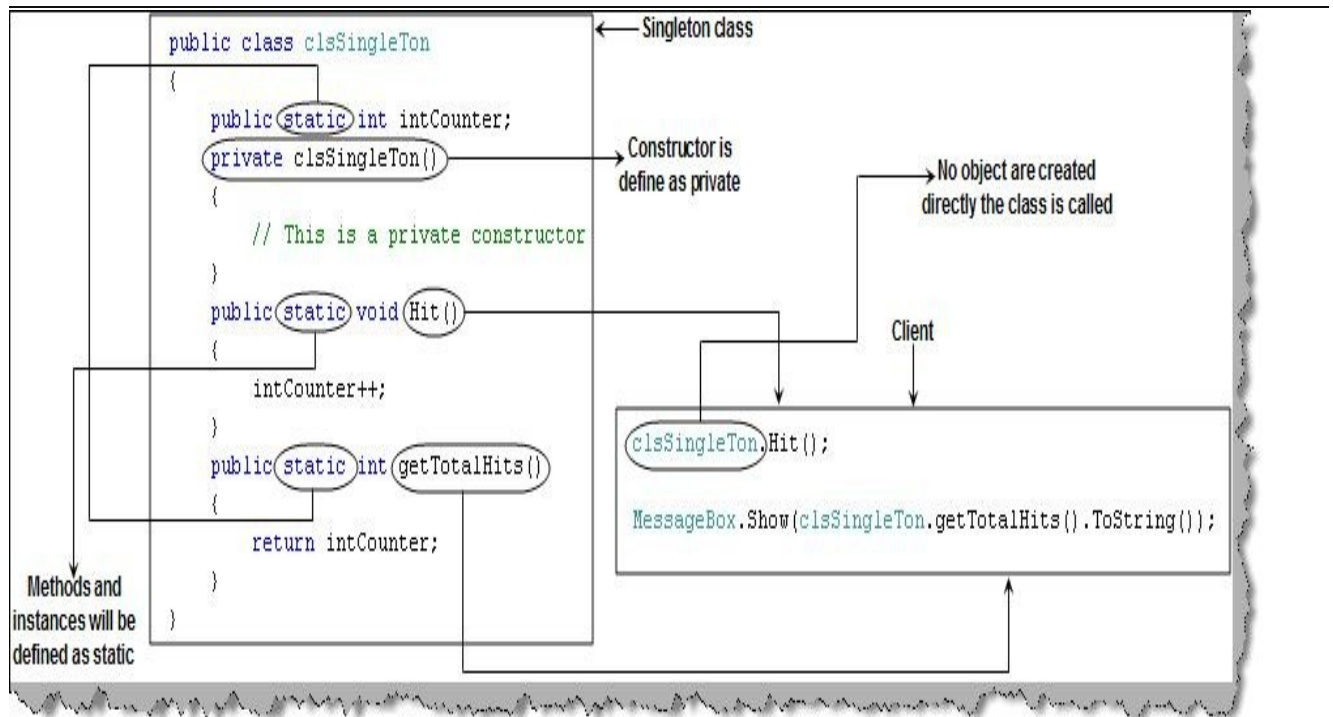 Singleton class
public class clsSingleTon
{
public static int intCounter;
private clsSingleTon()
{
// This is a private constructor
}
public static void Hit()
{
intCounter++;
}
public static int getTotalHits()
{
return intCounter;
}
}
Constructor is
define as private
No object are created
directly the class is called
Client
clsSingleTon.Hit();
MessageBox.Show(clsSingleTon.getTotalHits().ToString());
Methods and
instances will be
defined as static